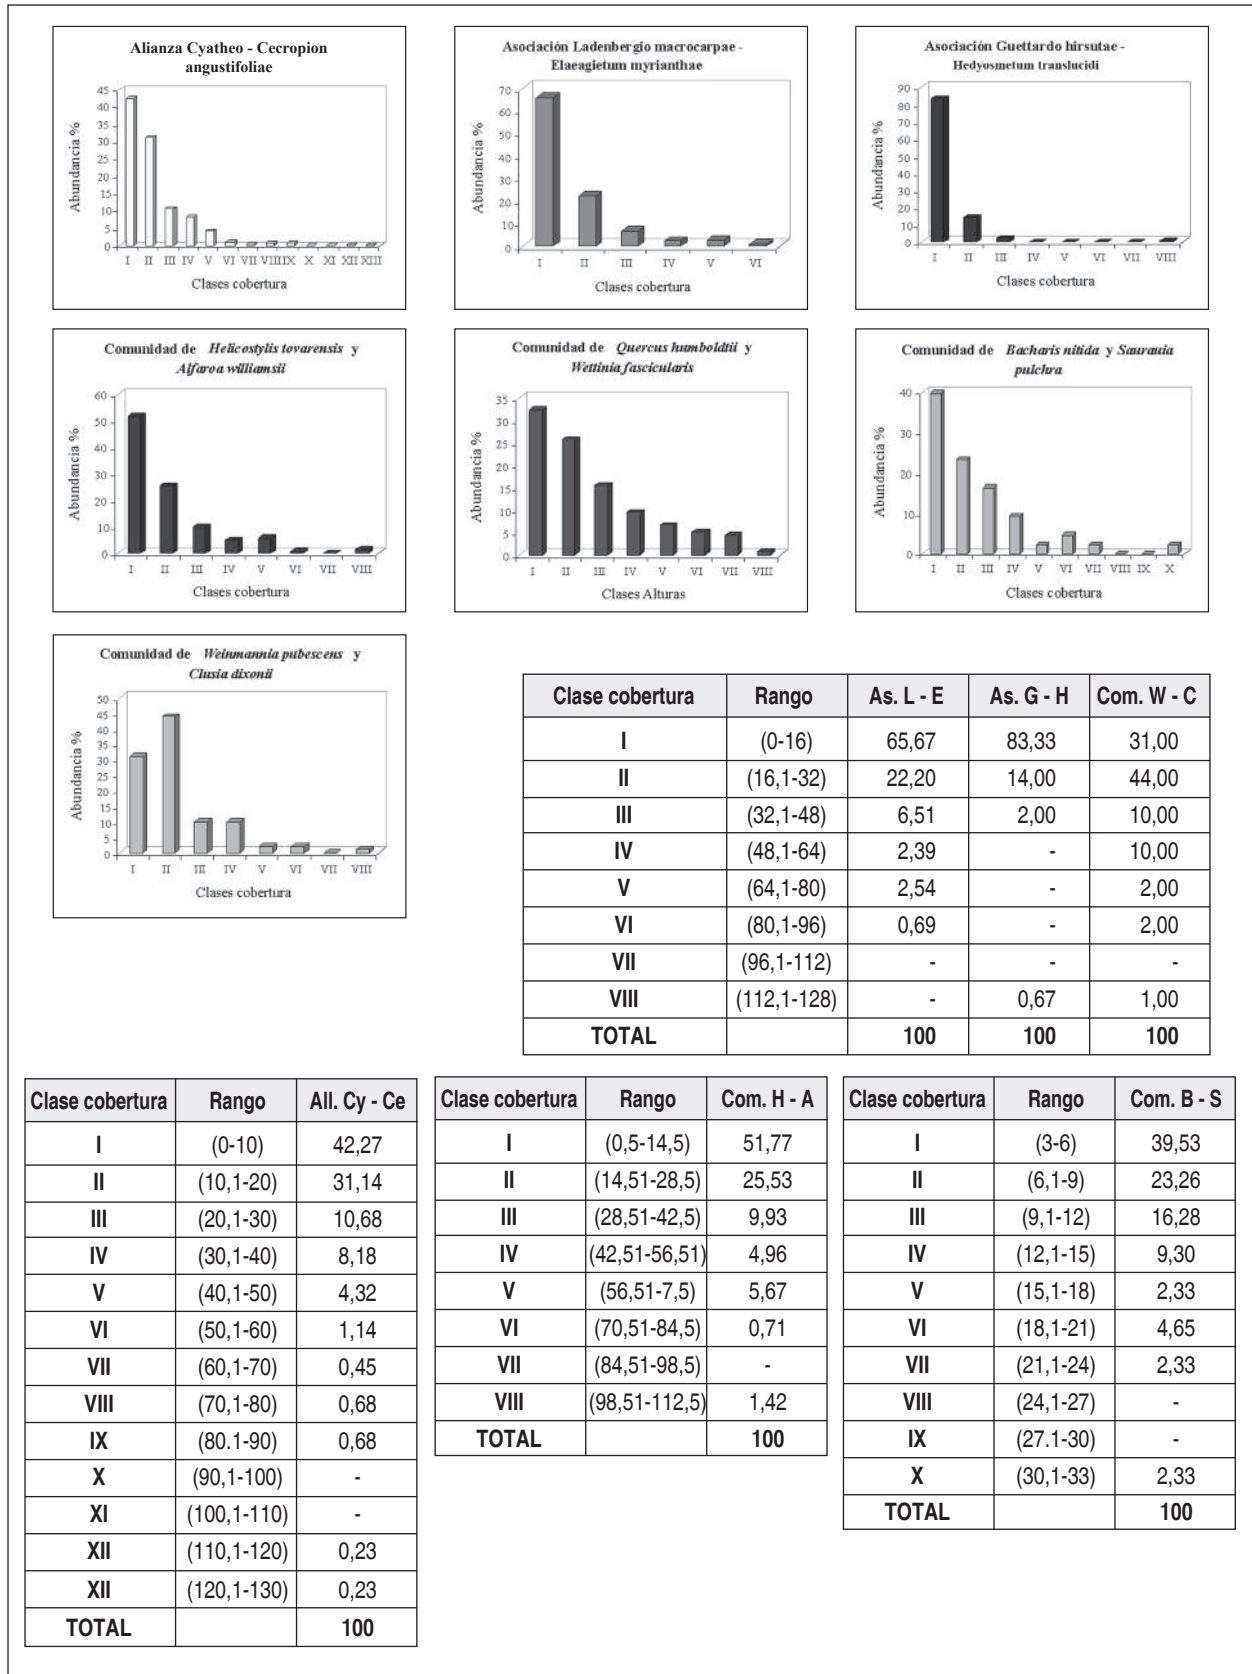 Alianza Cyatheo - Cecropion
angustifoliae
45
40
35
30
25
20
15
10
5
0
Abundancia %
I II III IV V VI VII VIIIIX X XI XII XIII
Clases cobertura
Asociación Ladenbergio macrocarpae -
Elaeagietum myrianthae
70
60
50
40
30
20
10
0
Abundancia %
I II III IV V VI
Clases cobertura
Asociación Guettardo hirsutae -
Hedyosmetum translucidi
90
80
70
60
50
40
30
20
10
0
Abundancia %
I II III IV V VI VII VIII
Clases cobertura
Comunidad de Helicostylis tovarensis y
Alfaroa williamsii
60
50
40
30
20
10
0
Abundancia %
I II III IV V VI VII VIII
Clases cobertura
Comunidad de Quercus humboldtii y
Wettinia fascicularis
35
30
25
20
15
10
5
0
Abundancia %
I II III IV V VI VII VIII
Clases Alturas
Comunidad de Bacharis nitida y Saurauia
pulchra
40
30
20
10
0
Abundancia %
I II III IV V VI VII VIII IX X
Clases cobertura
Comunidad de Weinmannia pubescens y
Clusia dixonii
50
45
40
35
30
25
20
15
10
5
0
Abundancia %
I II III IV V VI VII VIII
Clases cobertura
Clase cobertura Rango As. L - E As. G - H Com. W - C
I (0-16) 65,67 83,33 31,00
II (16,1-32) 22,20 14,00 44,00
III (32,1-48) 6,51 2,00 10,00
IV (48,1-64) 2,39 - 10,00
V (64,1-80) 2,54 - 2,00
VI (80,1-96) 0,69 - 2,00
VII (96,1-112) - - -
VIII (112,1-128) - 0,67 1,00
TOTAL 100 100 100
Clase cobertura Rango All. Cy - Ce
I (0-10) 42,27
II (10,1-20) 31,14
III (20,1-30) 10,68
IV (30,1-40) 8,18
V (40,1-50) 4,32
VI (50,1-60) 1,14
VII (60,1-70) 0,45
VIII (70,1-80) 0,68
IX (80.1-90) 0,68
X (90,1-100) -
XI (100,1-110) -
XII (110,1-120) 0,23
XII (120,1-130) 0,23
TOTAL 100
Clase cobertura Rango Com. H - A
I (0,5-14,5) 51,77
II (14,51-28,5) 25,53
III (28,51-42,5) 9,93
IV (42,51-56,51) 4,96
V (56,51-7,5) 5,67
VI (70,51-84,5) 0,71
VII (84,51-98,5) -
VIII (98,51-112,5) 1,42
TOTAL 100
Clase cobertura Rango Com. B - S
I (3-6) 39,53
II (6,1-9) 23,26
III (9,1-12) 16,28
IV (12,1-15) 9,30
V (15,1-18) 2,33
VI (18,1-21) 4,65
VII (21,1-24) 2,33
VIII (24,1-27) -
IX (27.1-30) -
X (30,1-33) 2,33
TOTAL 100